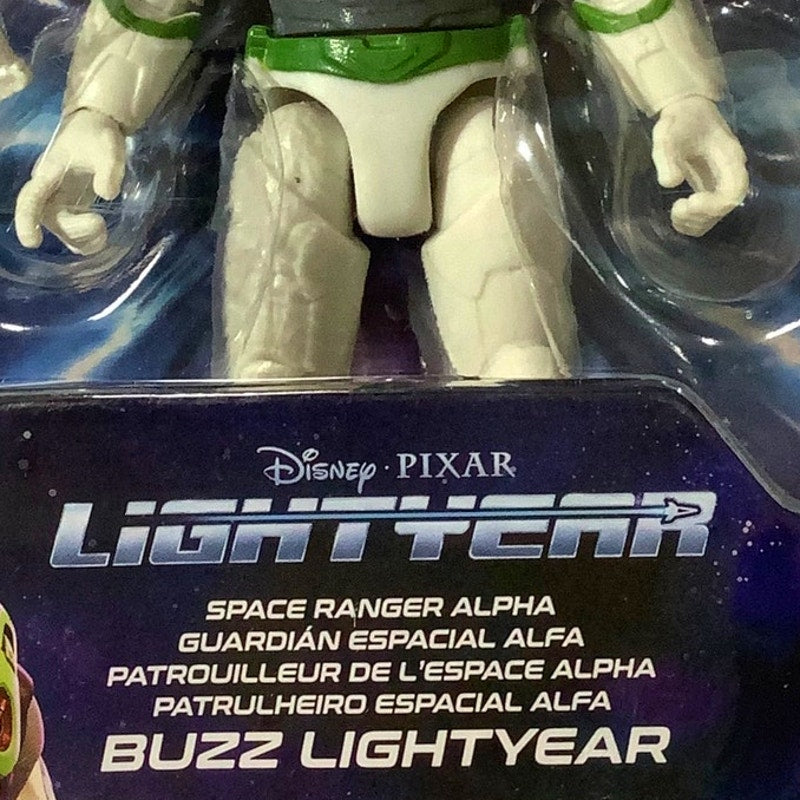 Disney · PIXAR
LIGHTYEAR
SPACE RANGER ALPHA
GUARDIÁN ESPACIAL ALFA
PATROUILLEUR DE L'ESPACE ALPHA
PATRULHEIRO ESPACIAL ALFA
BUZZ LIGHTYEAR